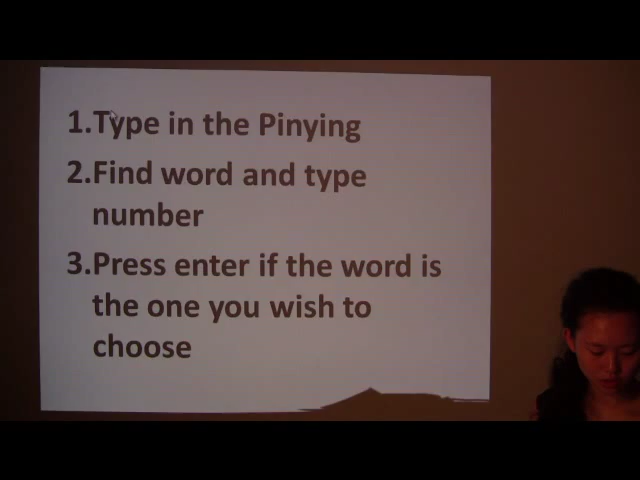 1.Type in the Pinying
2.Find word and type
number
3.Press enter if the word is
the one you wish to
choose